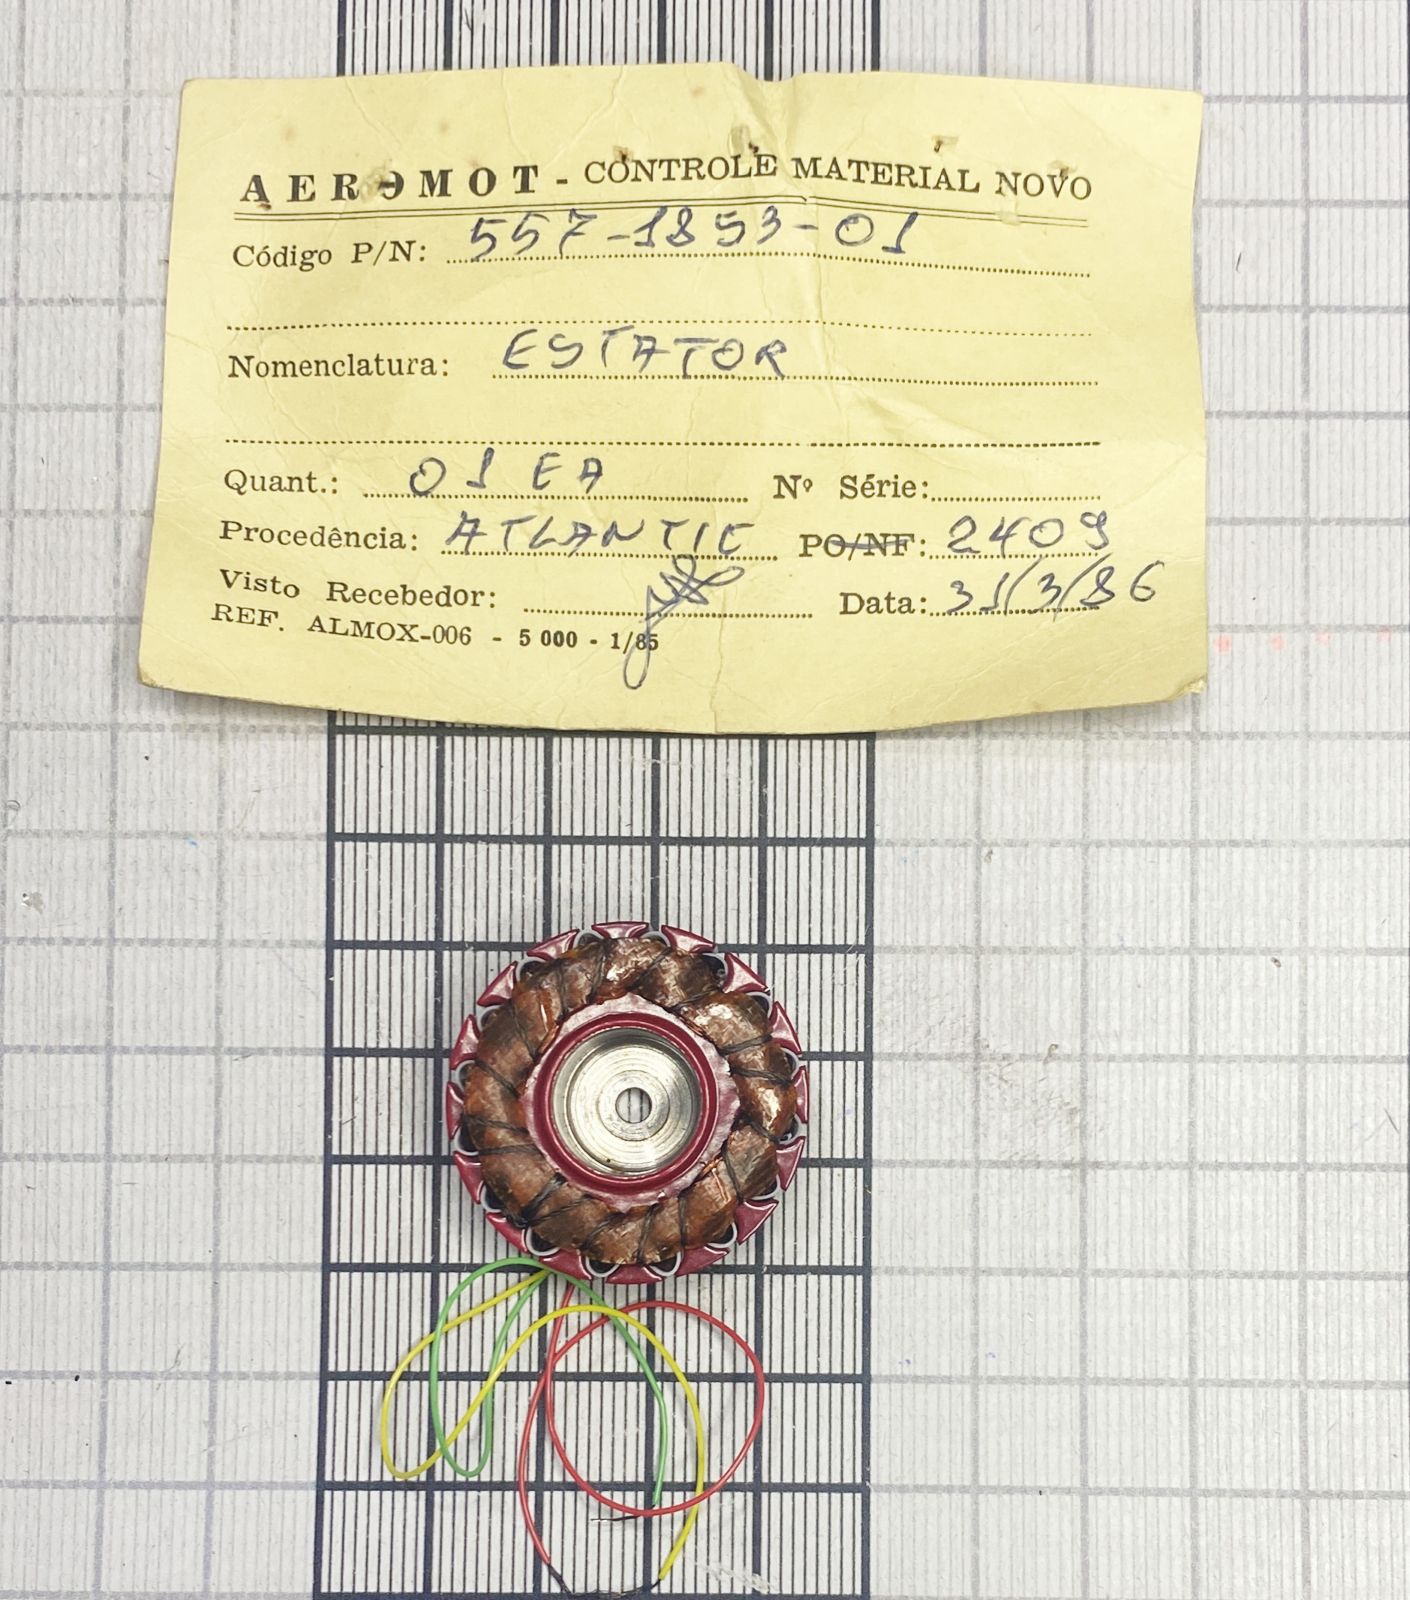 AEROMOT - CONTROLE MATERIAL NOVO
Código P/N: 557-1853-01
Nomenclatura: ESTATOR
Quant.: 01 EA Nº Série:
Procedência: ATLANTIC PO/NF: 2409
Visto Recebedor: Data: 31/3/86
REF. ALMOX-006 - 5 000 - 1/85